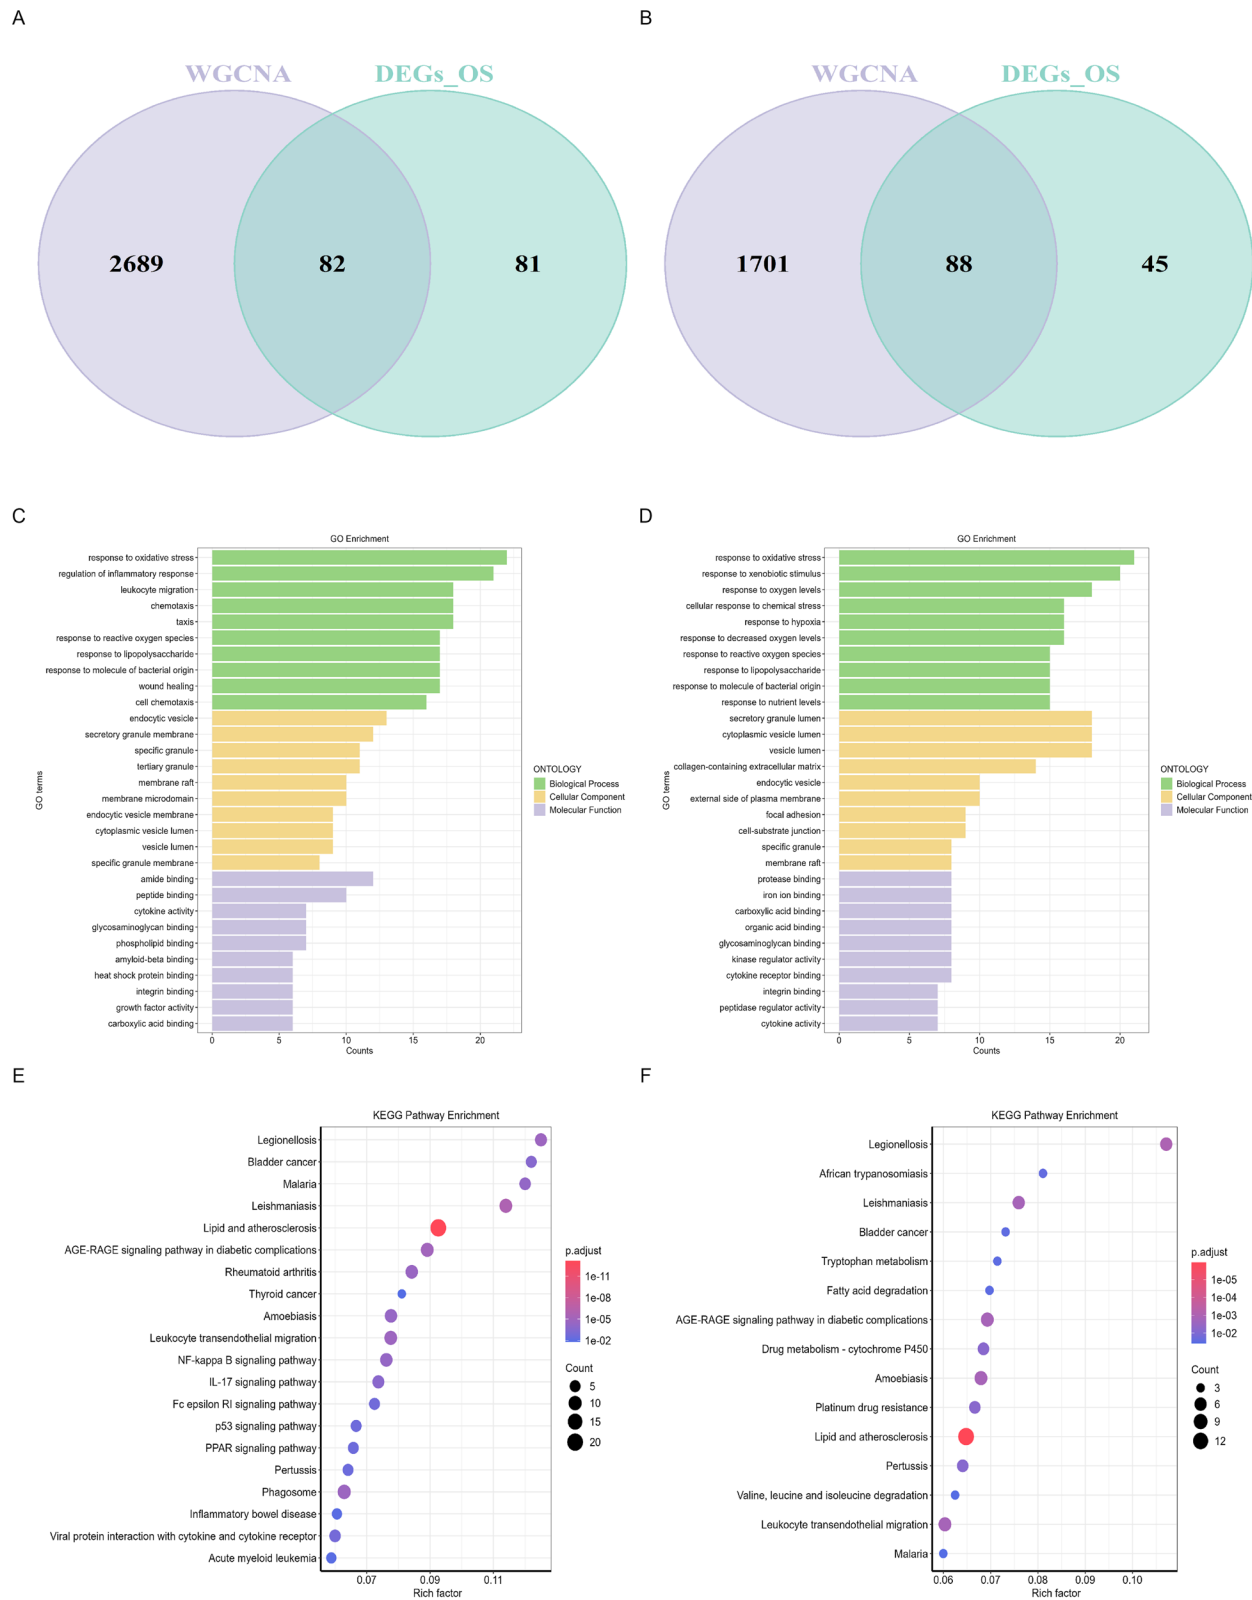 A
B
WGCNA
DEGs_OS
WGCNA
DEGs_OS
2689
82
81
1701
88
45
C
D
GO Enrichment
response to oxidative stress
regulation of inflammatory response
leukocyte migration
chemotaxis
taxis
response to reactive oxygen species
response to lipopolysaccharide
response to molecule of bacterial origin
wound healing
cell chemotaxis
endocytic vesicle
secretory granule membrane
specific granule
tertiary granule
membrane raft
membrane microdomain
endocytic vesicle membrane
cytoplasmic vesicle lumen
vesicle lumen
specific granule membrane
amide binding
peptide binding
cytokine activity
glycosaminoglycan binding
phospholipid binding
amyloid-beta binding
heat shock protein binding
integrin binding
growth factor activity
carboxylic acid binding
GO terms
0 5 10 15 20
Counts
ONTOLOGY
Biological Process
Cellular Component
Molecular Function
GO Enrichment
response to oxidative stress
response to xenobiotic stimulus
response to oxygen levels
cellular response to chemical stress
response to hypoxia
response to decreased oxygen levels
response to reactive oxygen species
response to lipopolysaccharide
response to molecule of bacterial origin
response to nutrient levels
secretory granule lumen
cytoplasmic vesicle lumen
vesicle lumen
collagen-containing extracellular matrix
endocytic vesicle
external side of plasma membrane
focal adhesion
cell-substrate junction
specific granule
membrane raft
protease binding
iron ion binding
carboxylic acid binding
organic acid binding
glycosaminoglycan binding
kinase regulator activity
cytokine receptor binding
integrin binding
peptidase regulator activity
cytokine activity
GO terms
0 5 10 15 20
Counts
ONTOLOGY
Biological Process
Cellular Component
Molecular Function
E
F
KEGG Pathway Enrichment
Legionellosis
Bladder cancer
Malaria
Leishmaniasis
Lipid and atherosclerosis
AGE-RAGE signaling pathway in diabetic complications
Rheumatoid arthritis
Thyroid cancer
Amoebiasis
Leukocyte transendothelial migration
NF-kappa B signaling pathway
IL-17 signaling pathway
Fc epsilon RI signaling pathway
p53 signaling pathway
PPAR signaling pathway
Pertussis
Phagosome
Inflammatory bowel disease
Viral protein interaction with cytokine and cytokine receptor
Acute myeloid leukemia
0.07 0.09 0.11
Rich factor
p.adjust
1e-11
1e-08
1e-05
1e-02
Count
5
10
15
20
KEGG Pathway Enrichment
Legionellosis
African trypanosomiasis
Leishmaniasis
Bladder cancer
Tryptophan metabolism
Fatty acid degradation
AGE-RAGE signaling pathway in diabetic complications
Drug metabolism - cytochrome P450
Amoebiasis
Platinum drug resistance
Lipid and atherosclerosis
Pertussis
Valine, leucine and isoleucine degradation
Leukocyte transendothelial migration
Malaria
0.06 0.07 0.08 0.09 0.10
Rich factor
p.adjust
1e-05
1e-04
1e-03
1e-02
Count
3
6
9
12